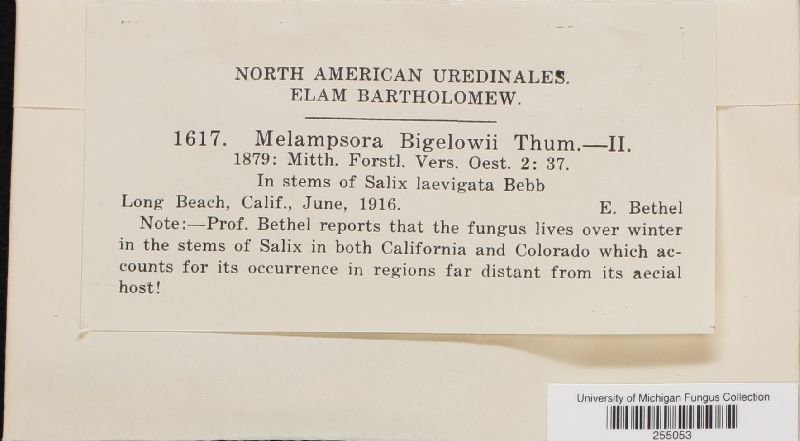 NORTH AMERICAN UREDINALES.
ELAM BARTHOLOMEW.
1617. Melampsora Bigelowii Thum.—II.
1879: Mitth. Forstl. Vers. Oest. 2: 37.
In stems of Salix laevigata Bebb
Long Beach, Calif., June, 1916. E. Bethel
Note:—Prof. Bethel reports that the fungus lives over winter
in the stems of Salix in both California and Colorado which ac-
counts for its occurrence in regions far distant from its aecial
host!
University of Michigan Fungus Collection
255053